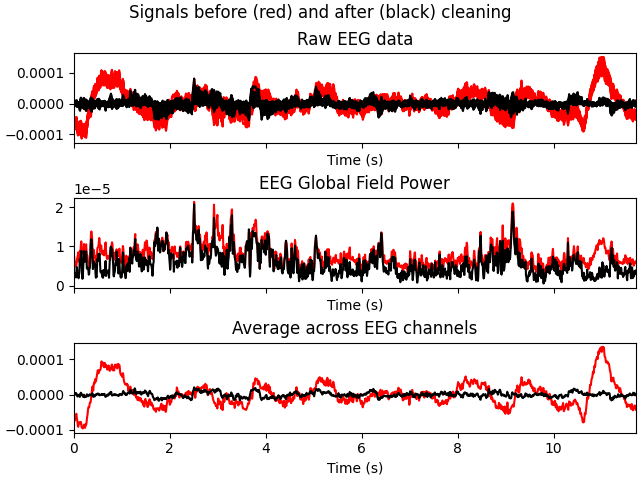 Signals before (red) and after (black) cleaning
Raw EEG data
0.0001
0.0000
−0.0001
Time (s)
1e−5
EEG Global Field Power
2
1
0
Time (s)
Average across EEG channels
0.0001
0.0000
−0.0001
0 2 4 6 8 10
Time (s)